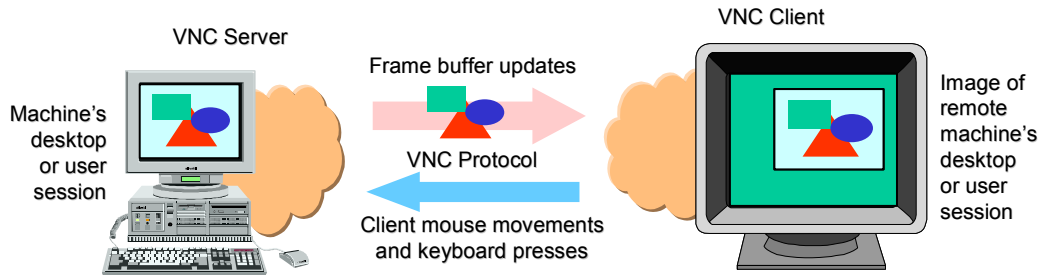 VNC Server
Machine's
desktop
or user
session
Frame buffer updates
VNC Protocol
Client mouse movements
and keyboard presses
VNC Client
Image of
remote
machine's
desktop
or user
session